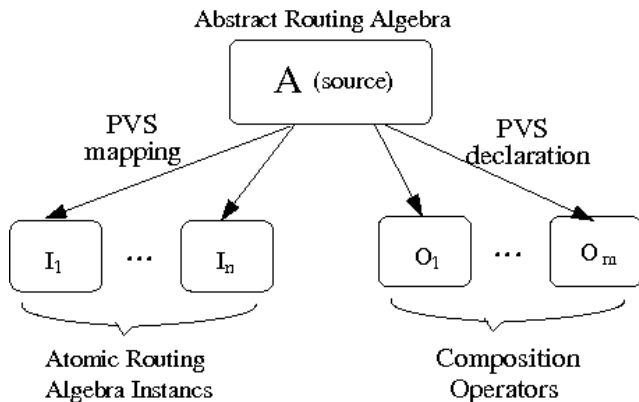 Abstract Routing Algebra
A (source)
PVS
mapping
PVS
declaration
I1 ... In
O1 ... Om
Atomic Routing
Algebra Instancs
Composition
Operators